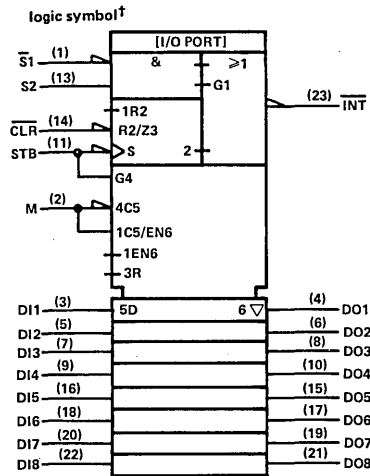 logic symbol†
[I/O PORT]
S1 (1) & ≥1
S2 (13) G1
(23) INT
1R2
CLR (14) R2/Z3
STB (11) S 2
G4
M (2) 4C5
1C5/EN6
1EN6
3R
DI1 (3) 5D 6 ▽ (4) DO1
DI2 (5) (6) DO2
DI3 (7) (8) DO3
DI4 (9) (10) DO4
DI5 (16) (15) DO5
DI6 (18) (17) DO6
DI7 (20) (19) DO7
DI8 (22) (21) DO8